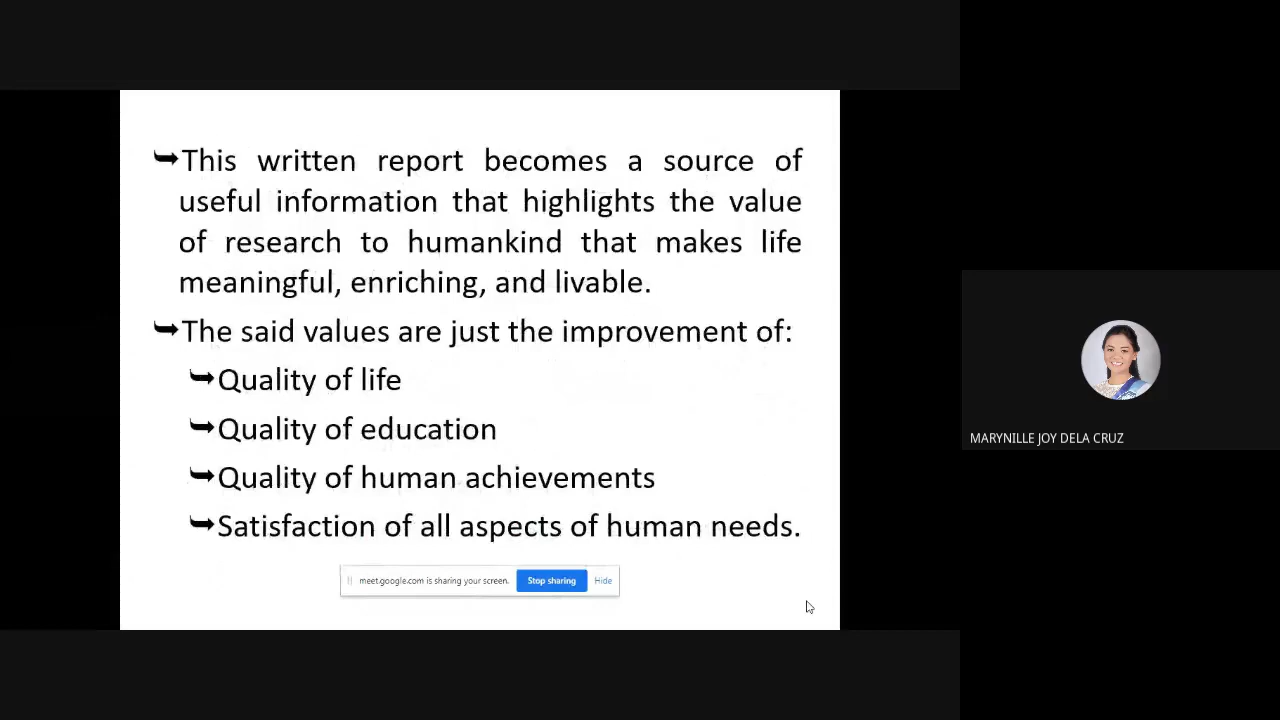 This written report becomes a source of
useful information that highlights the value
of research to humankind that makes life
meaningful, enriching, and livable.
The said values are just the improvement of:
Quality of life
Quality of education
Quality of human achievements
Satisfaction of all aspects of human needs.
meet.google.com is sharing your screen. Stop sharing Hide
MARYNILLE JOY DELA CRUZ